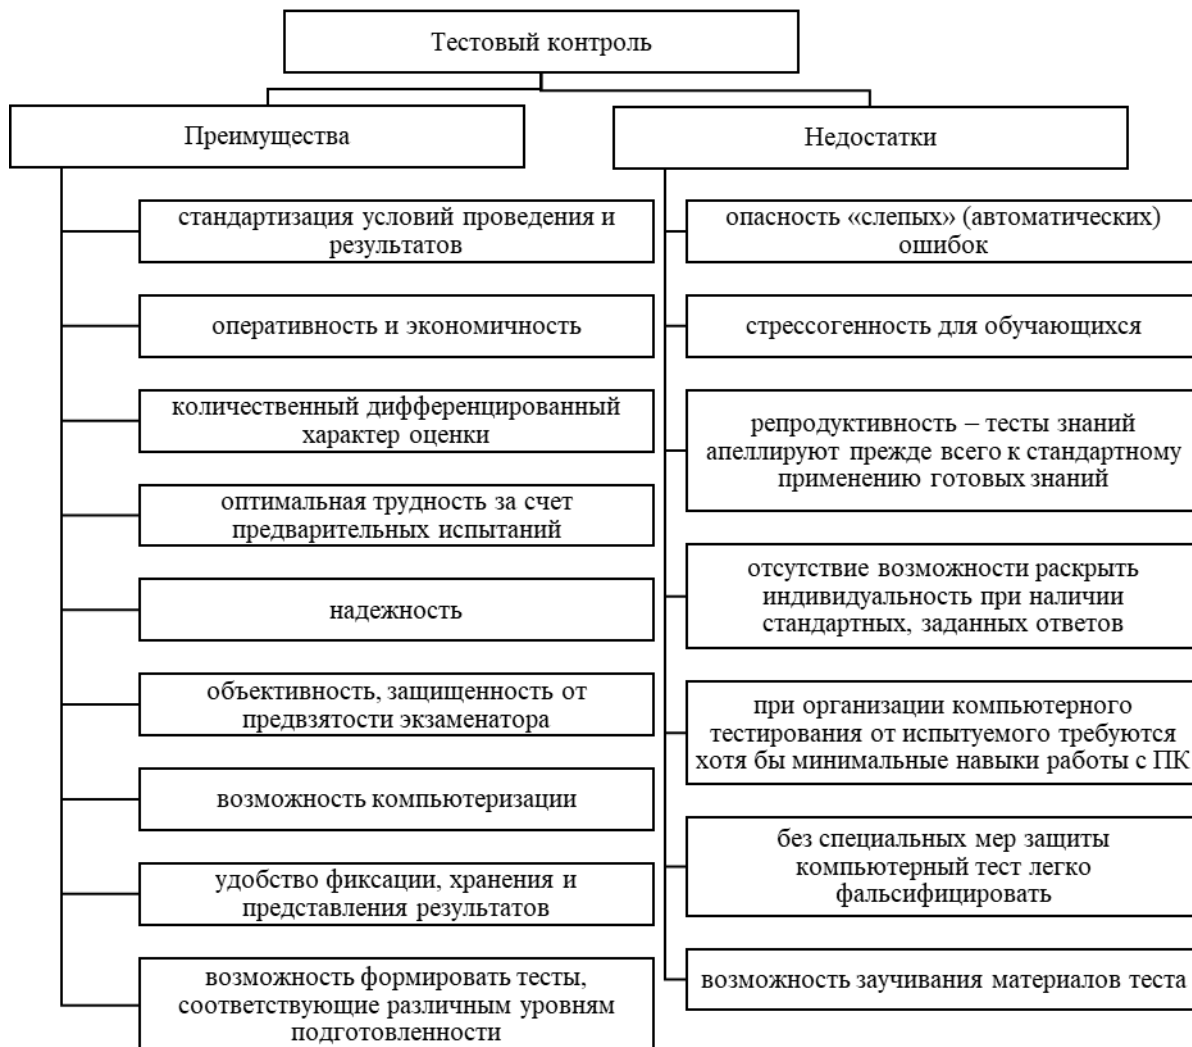 Тестовый контроль
Преимущества
стандартизация условий проведения и
результатов
оперативность и экономичность
количественный дифференцированный
характер оценки
оптимальная трудность за счет
предварительных испытаний
надежность
объективность, защищенность от
предвзятости экзаменатора
возможность компьютеризации
удобство фиксации, хранения и
представления результатов
возможность формировать тесты,
соответствующие различным уровням
подготовленности
Недостатки
опасность «слепых» (автоматических)
ошибок
стрессогенность для обучающихся
репродуктивность – тесты знаний
апеллируют прежде всего к стандартному
применению готовых знаний
отсутствие возможности раскрыть
индивидуальность при наличии
стандартных, заданных ответов
при организации компьютерного
тестирования от испытуемого требуются
хотя бы минимальные навыки работы с ПК
без специальных мер защиты
компьютерный тест легко
фальсифицировать
возможность заучивания материалов теста